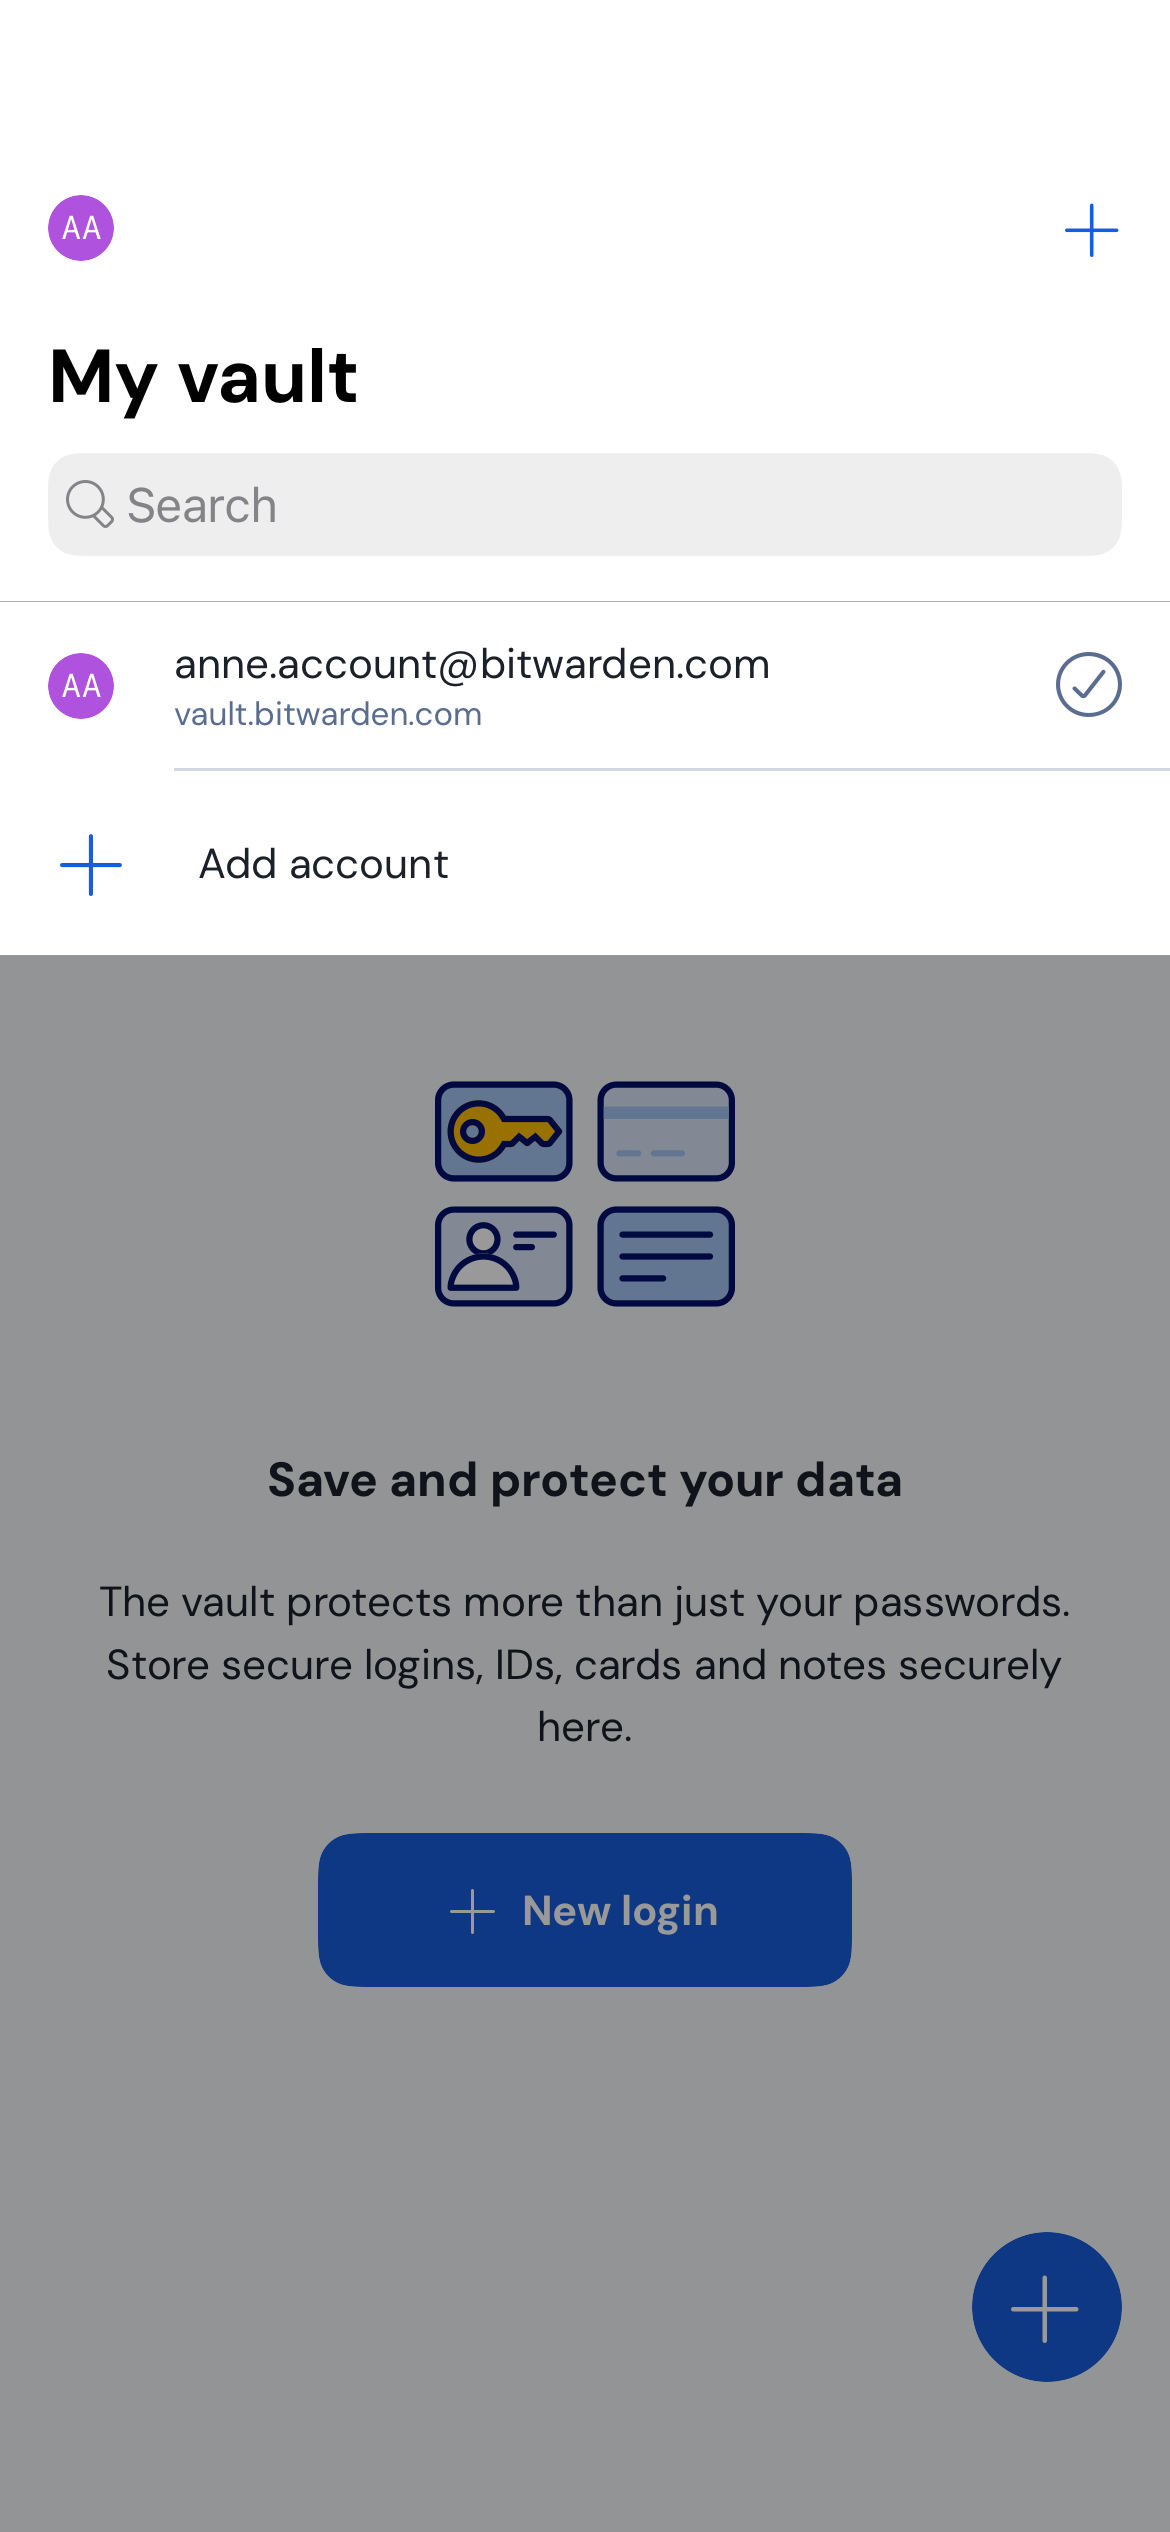 AA
My vault
Search
AA
anne.account@bitwarden.com
vault.bitwarden.com
Add account
Save and protect your data
The vault protects more than just your passwords.
Store secure logins, IDs, cards and notes securely
here.
New login